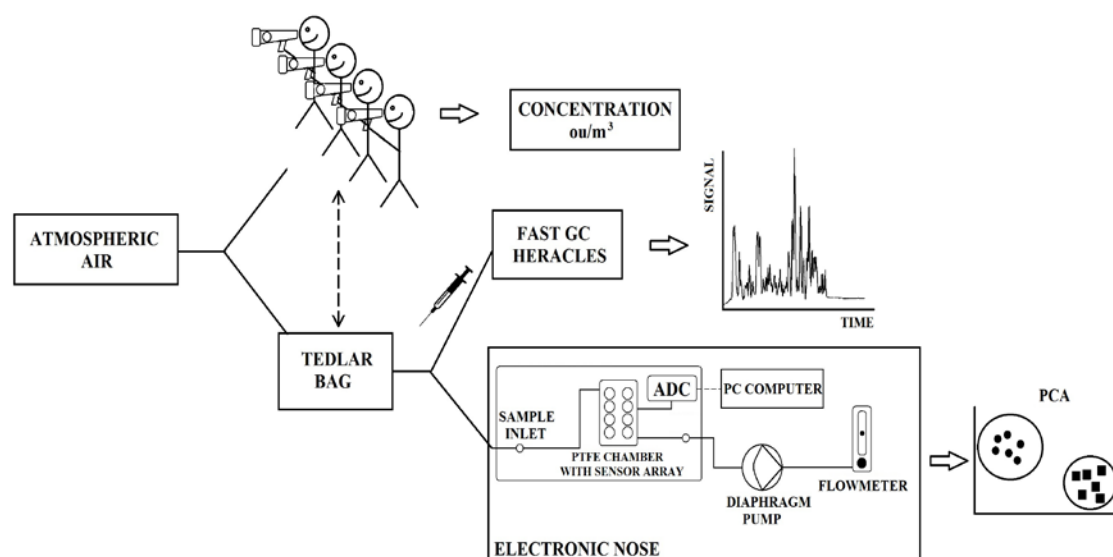 CONCENTRATION
ou/m³
ATMOSPHERIC
AIR
FAST GC
HERACLES
SIGNAL
TIME
TEDLAR
BAG
SAMPLE
INLET
ADC
PC COMPUTER
PTFE CHAMBER
WITH SENSOR ARRAY
DIAPHRAGM
PUMP
FLOWMETER
ELECTRONIC NOSE
PCA